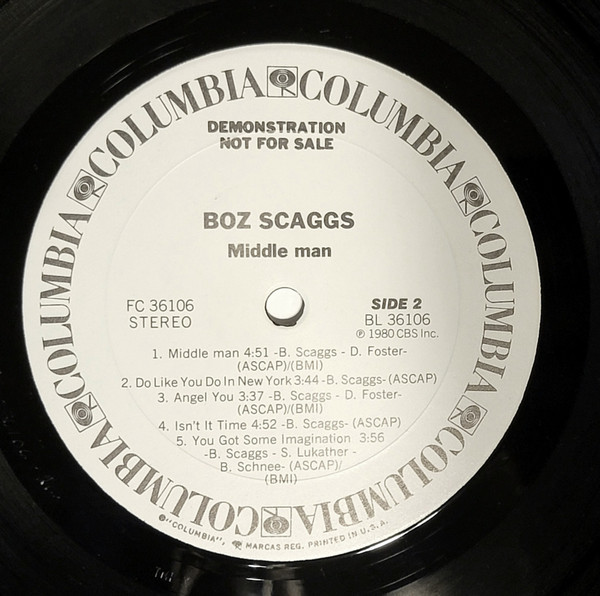 COLUMBIA COLUMBIA COLUMBIA COLUMBIA COLUMBIA COLUMBIA COLUMBIA
DEMONSTRATION
NOT FOR SALE
BOZ SCAGGS
Middle man
FC 36106
STEREO
SIDE 2
BL 36106
℗ 1980 CBS Inc.
1. Middle man 4:51 -B. Scaggs - D. Foster-
(ASCAP)/(BMI)
2. Do Like You Do In New York 3:44 -B. Scaggs- (ASCAP)
3. Angel You 3:37 -B. Scaggs - D. Foster-
(ASCAP)/(BMI)
4. Isn't It Time 4:52 -B. Scaggs- (ASCAP)
5. You Got Some Imagination 3:56
-B. Scaggs - S. Lukather -
B. Schnee- (ASCAP)/
(BMI)
"COLUMBIA", MARCAS REG. PRINTED IN U.S.A.